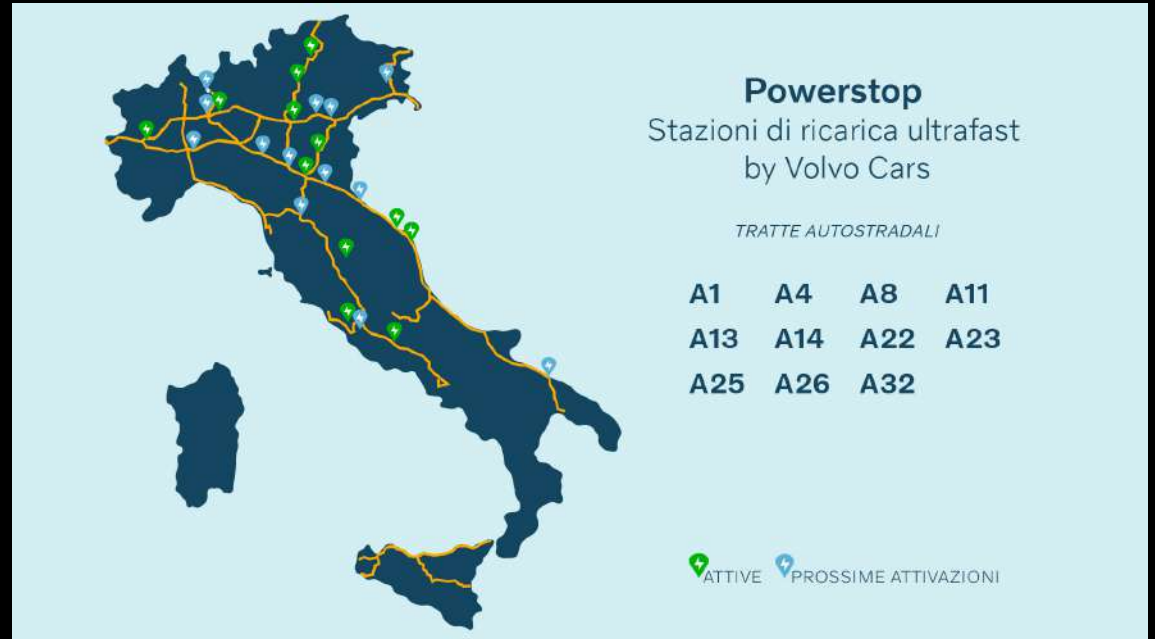 Powerstop
Stazioni di ricarica ultrafast
by Volvo Cars
TRATTE AUTOSTRADALI
A1 A4 A8 A11
A13 A14 A22 A23
A25 A26 A32
ATTIVE PROSSIME ATTIVAZIONI